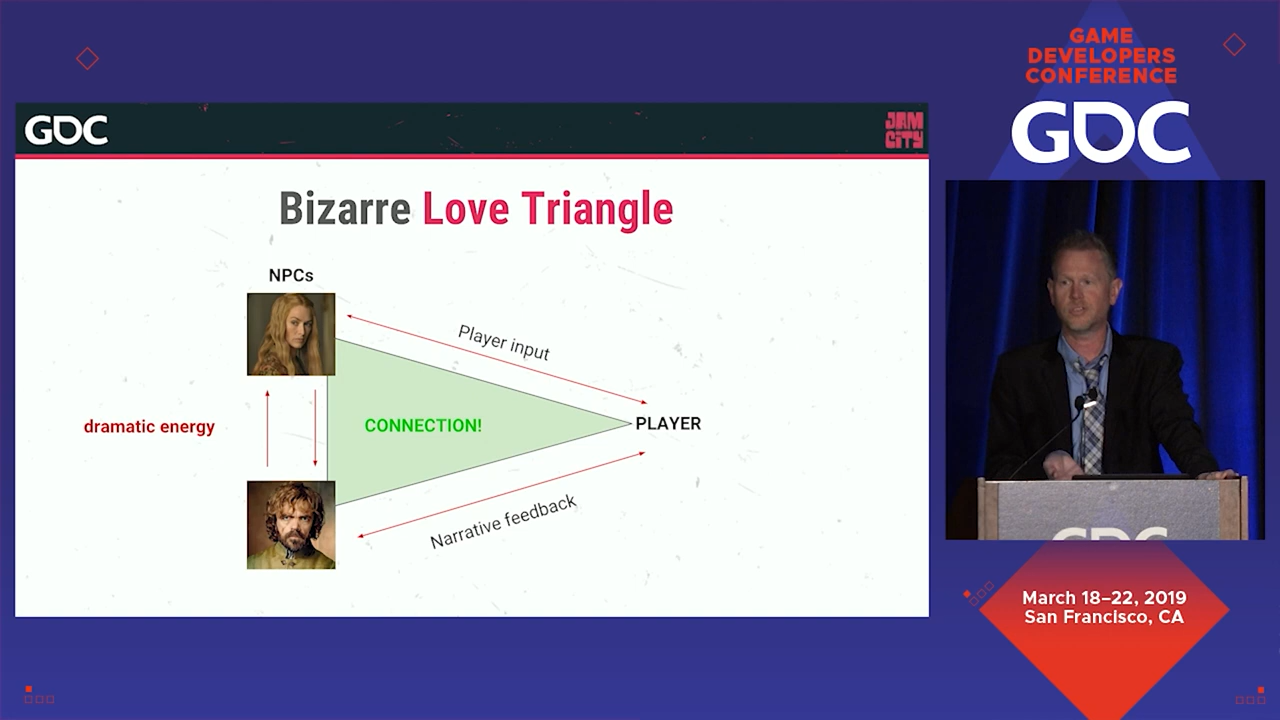 GAME
DEVELOPERS
CONFERENCE
GDC
GDC
JAM
CITY
Bizarre Love Triangle
NPCs
Player input
dramatic energy
CONNECTION!
PLAYER
Narrative feedback
GDC
March 18–22, 2019
San Francisco, CA